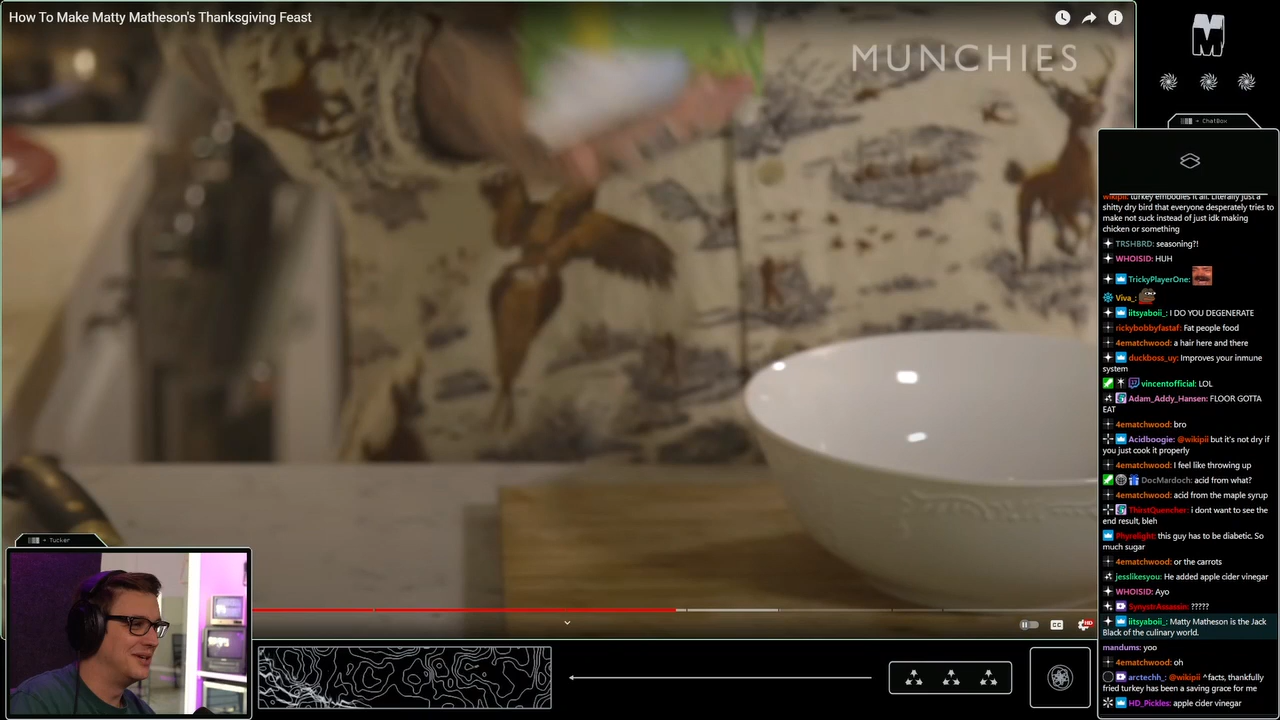 How To Make Matty Matheson's Thanksgiving Feast
MUNCHIES
M
→ ChatBox
wikipii: turkey embodies it all. Literally just a
shitty dry bird that everyone desperately tries to
make not suck instead of just idk making
chicken or something
TRSHBRD: seasoning?!
WHOISID: HUH
TrickyPlayerOne:
Viva_:
iitsyaboii_: I DO YOU DEGENERATE
rickybobbyfastaf: Fat people food
4ematchwood: a hair here and there
duckboss_uy: Improves your inmune
system
vincentofficial: LOL
Adam_Addy_Hansen: FLOOR GOTTA
EAT
4ematchwood: bro
Acidboogie: @wikipii but it's not dry if
you just cook it properly
4ematchwood: I feel like throwing up
DocMardoch: acid from what?
4ematchwood: acid from the maple syrup
ThirstQuencher: i dont want to see the
end result, bleh
Phyrolight: this guy has to be diabetic. So
much sugar
4ematchwood: or the carrots
jesslikesyou: He added apple cider vinegar
WHOISID: Ayo
SynystrAssassin: ?????
iitsyaboii_: Matty Matheson is the Jack
Black of the culinary world.
mandums: yoo
4ematchwood: oh
arctechh_: @wikipii ^facts, thankfully
fried turkey has been a saving grace for me
HD_Pickles: apple cider vinegar
→ Tucker
CC
HD